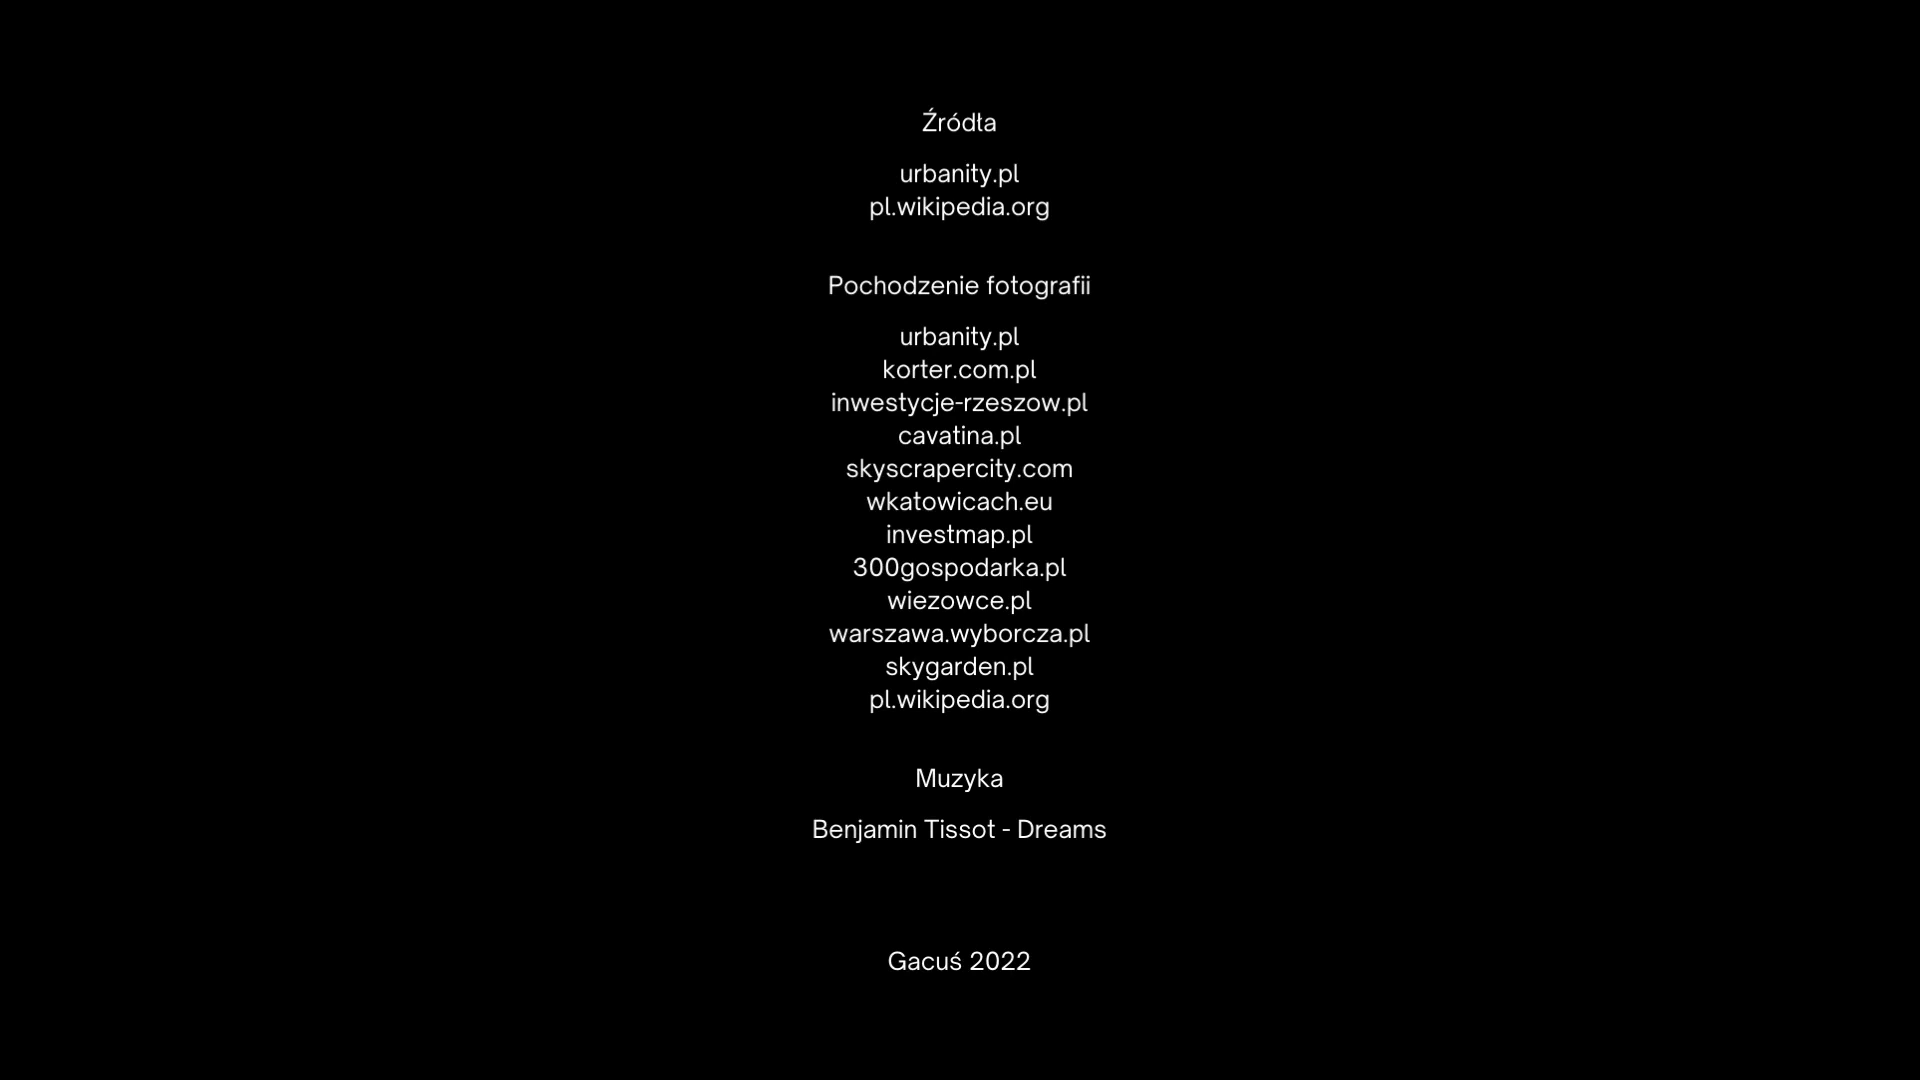 Źródła
urbanity.pl
pl.wikipedia.org
Pochodzenie fotografii
urbanity.pl
korter.com.pl
inwestycje-rzeszow.pl
cavatina.pl
skyscrapercity.com
wkatowicach.eu
investmap.pl
300gospodarka.pl
wiezowce.pl
warszawa.wyborcza.pl
skygarden.pl
pl.wikipedia.org
Muzyka
Benjamin Tissot - Dreams
Gacuś 2022